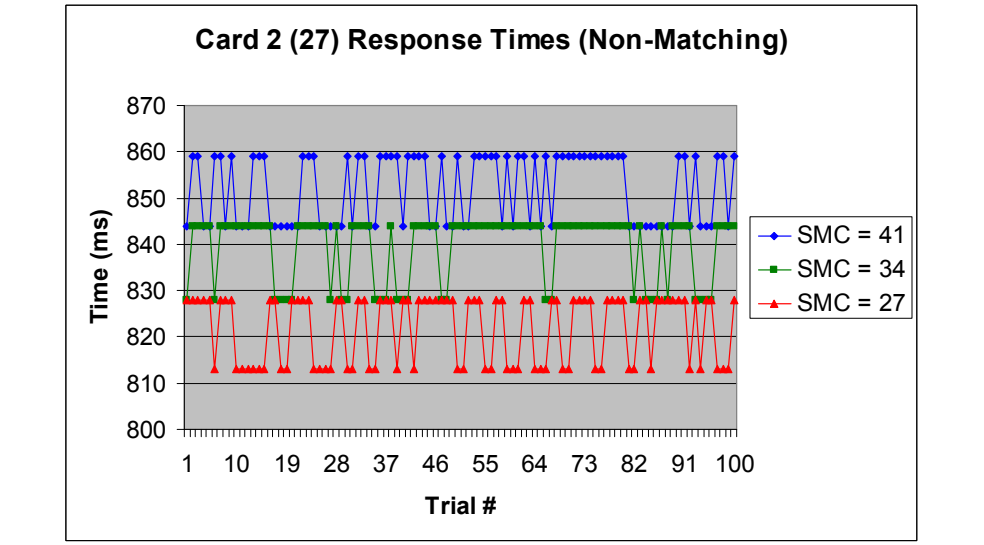 Card 2 (27) Response Times (Non-Matching)
870
860
850
840
830
820
810
800
Time (ms)
1 10 19 28 37 46 55 64 73 82 91 100
Trial #
SMC = 41
SMC = 34
SMC = 27